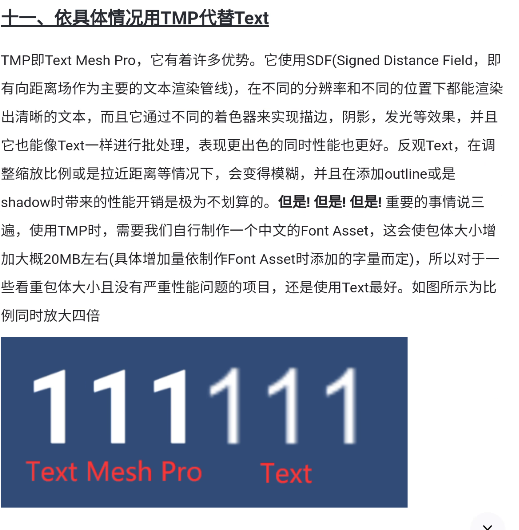 十一、依具体情况用TMP代替Text
TMP即Text Mesh Pro，它有着许多优势。它使用SDF(Signed Distance Field，即
有向距离场作为主要的文本渲染管线)，在不同的分辨率和不同的位置下都能渲染
出清晰的文本，而且它通过不同的着色器来实现描边，阴影，发光等效果，并且
它也能像Text一样进行批处理，表现更出色的同时性能也更好。反观Text，在调
整缩放比例或是拉近距离等情况下，会变得模糊，并且在添加outline或是
shadow时带来的性能开销是极为不划算的。但是! 但是! 但是! 重要的事情说三
遍，使用TMP时，需要我们自行制作一个中文的Font Asset，这会使包体大小增
加大概20MB左右(具体增加量依制作Font Asset时添加的字量而定)，所以对于一
些看重包体大小且没有严重性能问题的项目，还是使用Text最好。如图所示为比
例同时放大四倍
111111
Text Mesh Pro Text